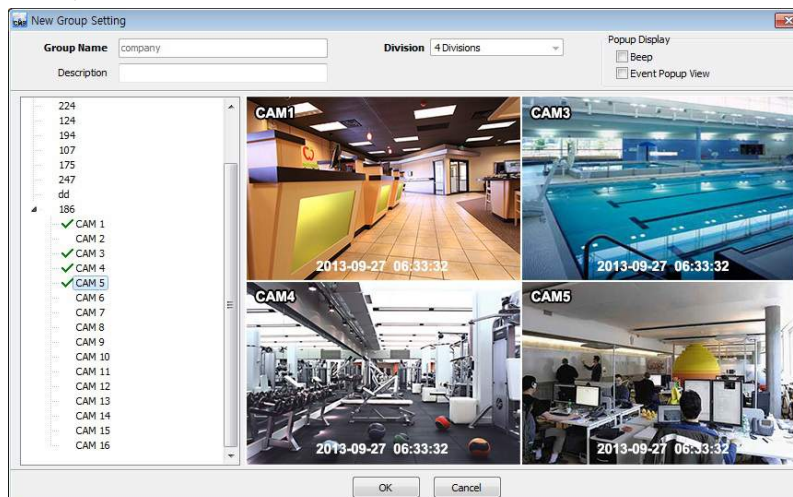 New Group Setting
Group Name
company
Division
4 Divisions
Popup Display
Beep
Description
Event Popup View
224
124
194
107
175
247
dd
186
CAM 1
CAM 2
CAM 3
CAM 4
CAM 5
CAM 6
CAM 7
CAM 8
CAM 9
CAM 10
CAM 11
CAM 12
CAM 13
CAM 14
CAM 15
CAM 16
CAM1
2013-09-27 06:33:32
CAM3
2013-09-27 06:33:32
CAM4
2013-09-27 06:33:32
CAM5
2013-09-27 06:33:32
OK
Cancel